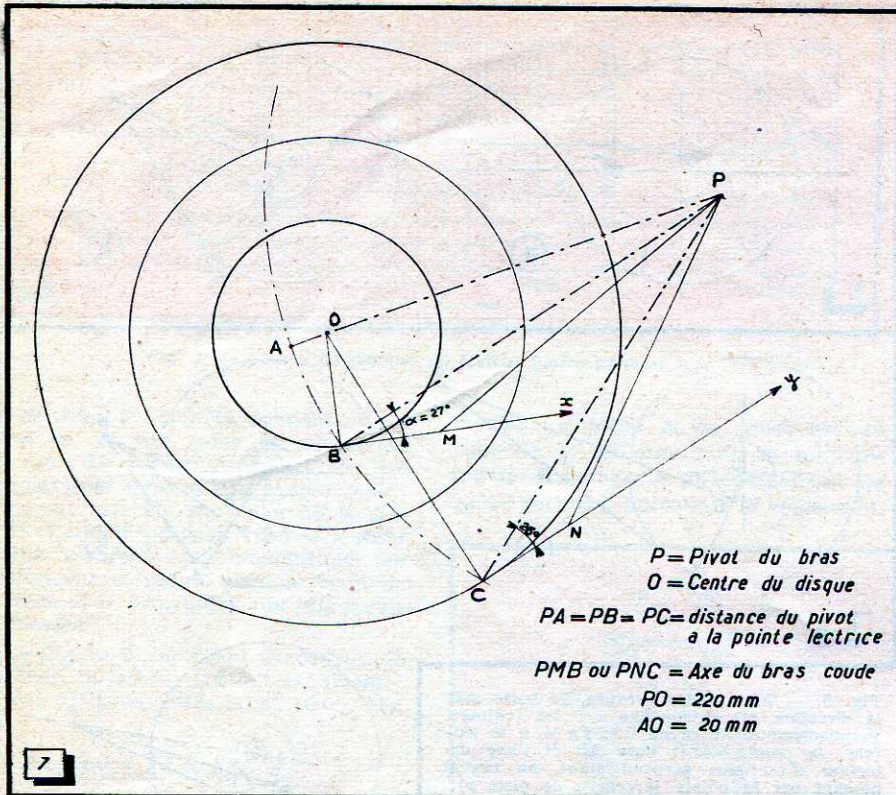 P
O
A
α = 27°
x
M
B
y
N
C
P = Pivot du bras
O = Centre du disque
PA = PB = PC = distance du pivot
a la pointe lectrice
PMB ou PNC = Axe du bras coude
PO = 220 mm
AO = 20 mm
7